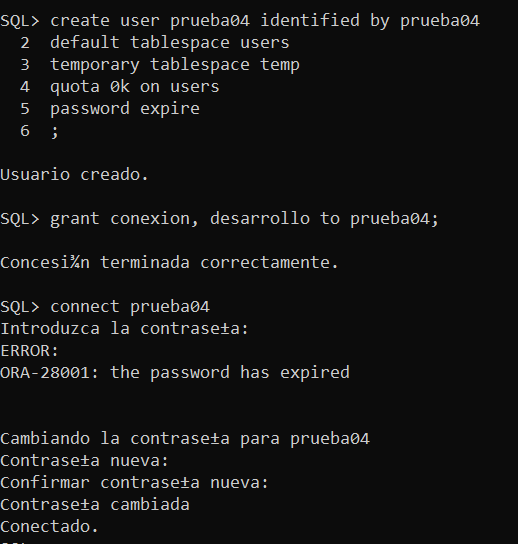 SQL> create user prueba04 identified by prueba04
2 default tablespace users
3 temporary tablespace temp
4 quota 0k on users
5 password expire
6 ;
Usuario creado.
SQL> grant conexion, desarrollo to prueba04;
Concesi¾n terminada correctamente.
SQL> connect prueba04
Introduzca la contrase±a:
ERROR:
ORA-28001: the password has expired
Cambiando la contrase±a para prueba04
Contrase±a nueva:
Confirmar contrase±a nueva:
Contrase±a cambiada
Conectado.